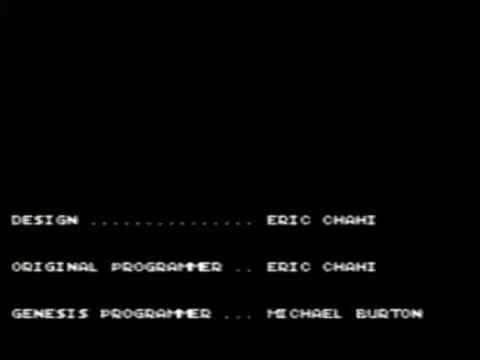 DESIGN ............... ERIC CHAHI
ORIGINAL PROGRAMMER .. ERIC CHAHI
GENESIS PROGRAMMER ... MICHAEL BURTON